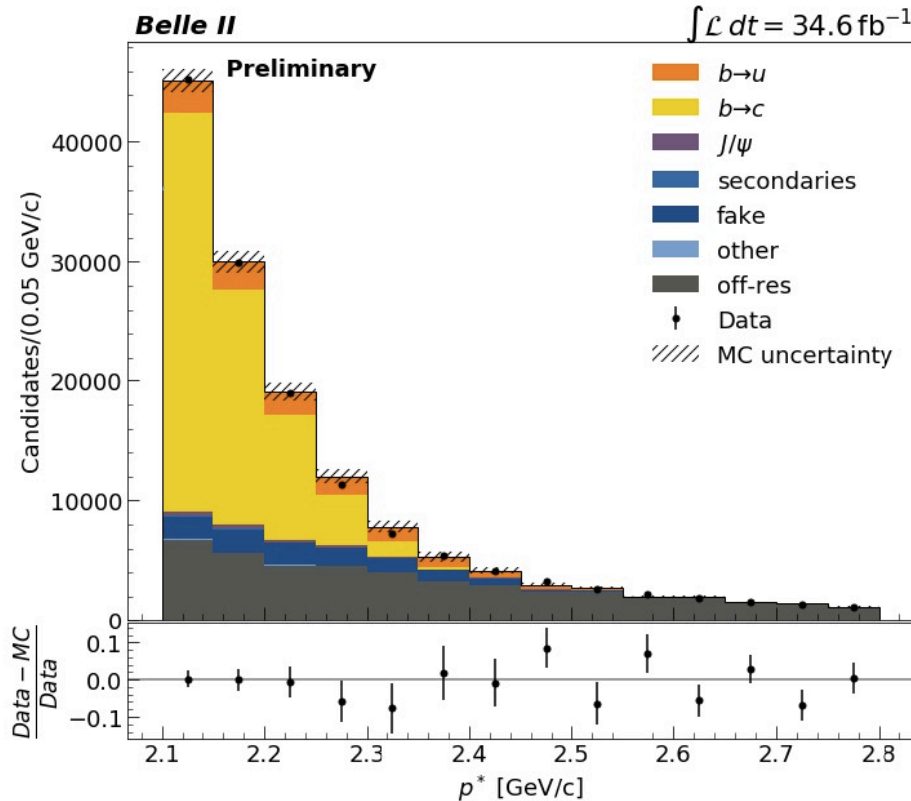 Belle II
∫ℒ dt = 34.6 fb⁻¹
Preliminary
b→u
b→c
J/ψ
secondaries
fake
other
off-res
Data
MC uncertainty
Candidates/(0.05 GeV/c)
40000
30000
20000
10000
0
Data − MC
Data
0.1
0.0
−0.1
2.1 2.2 2.3 2.4 2.5 2.6 2.7 2.8
p* [GeV/c]